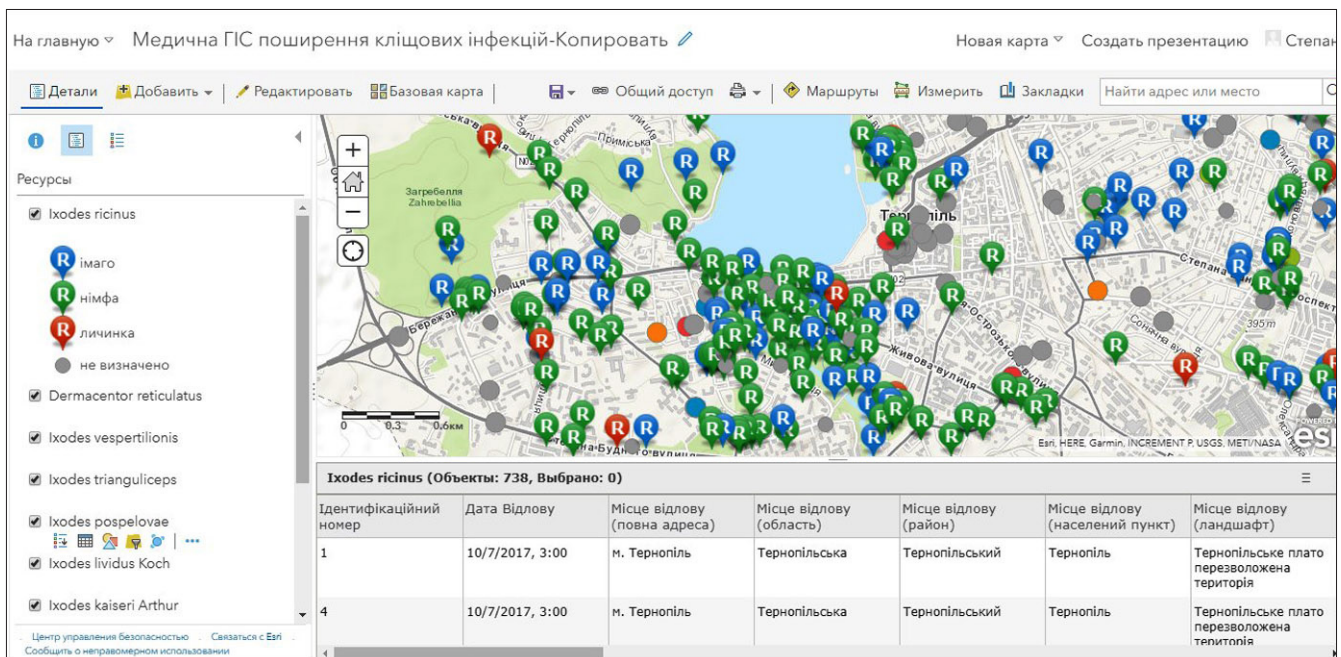 На главную Медична ГІС поширення кліщових інфекцій-Копировать Новая карта Создать презентацию Степан
Детали Добавить Редактировать Базовая карта Общий доступ Маршруты Измерить Закладки Найти адрес или место
Ресурсы
Ixodes ricinus
R імаго
R німфа
R личинка
не визначено
Dermacentor reticulatus
Ixodes vespertilionis
Ixodes trianguliceps
Ixodes pospelovae
Ixodes lividus Koch
Ixodes kaiseri Arthur
Центр управления безопасностью . Связаться с Esri .
Сообщить о неправомерном использовании
+
−
Приміська
Загребелля
Zahrebellia
Тернопіль
Живова вулиця
Сонячна
395m
0 0.3 0.6км
Esri, HERE, Garmin, INCREMENT P, USGS, METI/NASA
POWERED
esri
Ixodes ricinus (Объекты: 738, Выбрано: 0)
Ідентифікаційний номер Дата Відлову Місце відлову (повна адреса) Місце відлову (область) Місце відлову (район) Місце відлову (населений пункт) Місце відлову (ландшафт)
1 10/7/2017, 3:00 м. Тернопіль Тернопільська Тернопільський Тернопіль Тернопільське плато перезволожена територія
4 10/7/2017, 3:00 м. Тернопіль Тернопільська Тернопільський Тернопіль Тернопільське плато перезволожена територія